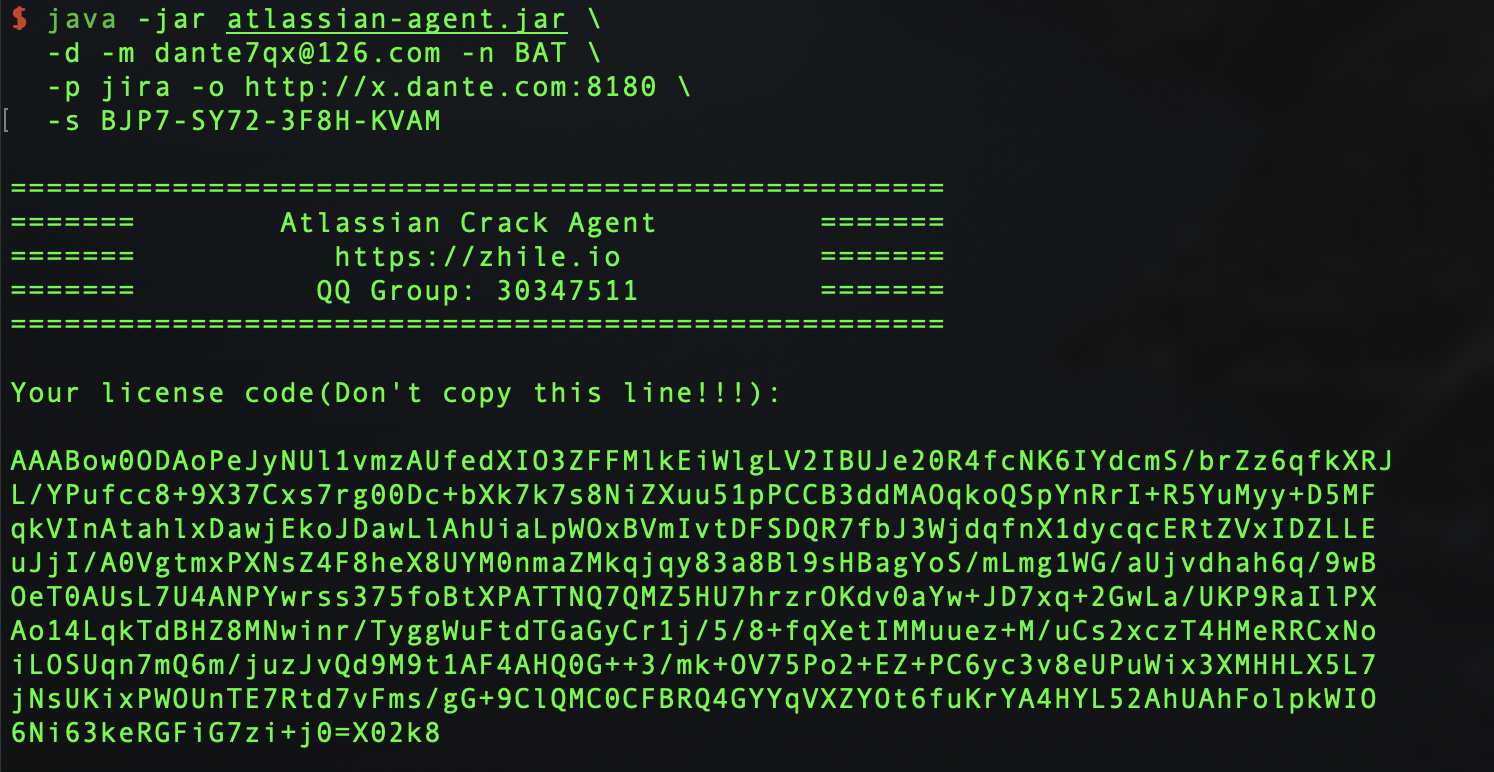 $ java -jar atlassian-agent.jar \
-d -m dante7qx@126.com -n BAT \
-p jira -o http://x.dante.com:8180 \
[ -s BJP7-SY72-3F8H-KVAM
====================================================
======= Atlassian Crack Agent =======
======= https://zhile.io =======
======= QQ Group: 30347511 =======
====================================================
Your license code(Don't copy this line!!!):
AAABow0ODAoPeJyNUl1vmzAUfedXIO3ZFFMlkEiWlgLV2IBUJe20R4fcNK6IYdcmS/brZz6qfkXRJ
L/YPufcc8+9X37Cxs7rg00Dc+bXk7k7s8NiZXuu51pPCCB3ddMAOqkoQSpYnRrI+R5YuMyy+D5MF
qkVInAtahlxDawjEkoJDawLlAhUiaLpWOxBVmIvtDFSDQR7fbJ3WjdqfnX1dycqcERtZVxIDZLLE
uJjI/A0VgtmxPXNsZ4F8heX8UYM0nmaZMkqjqy83a8Bl9sHBagYoS/mLmg1WG/aUjvdhah6q/9wB
OeT0AUsL7U4ANPYwrss375foBtXPATTNQ7QMZ5HU7hrzrOKdv0aYw+JD7xq+2GwLa/UKP9RaIlPX
Ao14LqkTdBHZ8MNwinr/TyggWuFtdTGaGyCr1j/5/8+fqXetIMMuuez+M/uCs2xczT4HMeRRCxNo
iLOSUqn7mQ6m/juzJvQd9M9t1AF4AHQ0G++3/mk+OV75Po2+EZ+PC6yc3v8eUPuWix3XMHHLX5L7
jNsUKixPWOUnTE7Rtd7vFms/gG+9ClQMC0CFBRQ4GYYqVXZYOt6fuKrYA4HYL52AhUAhFolpkWIO
6Ni63keRGFiG7zi+j0=X02k8